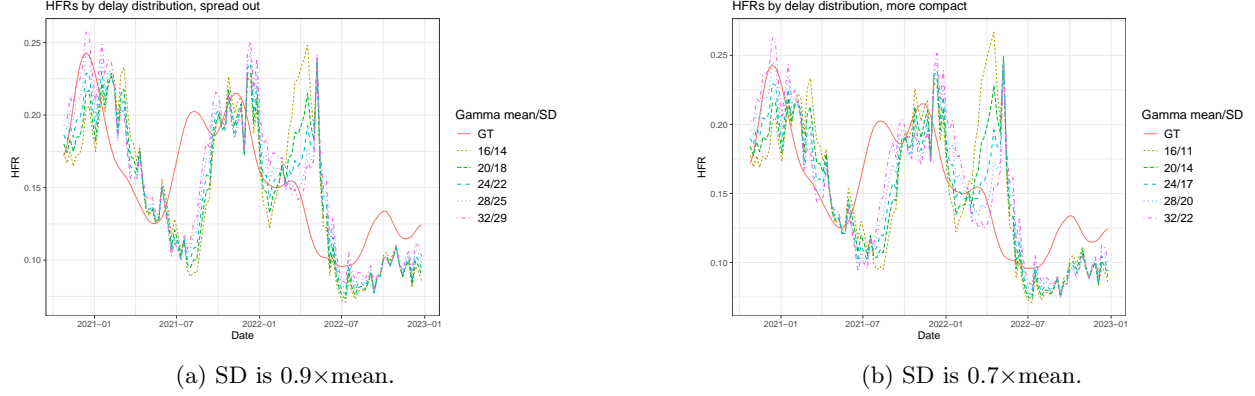 HFRs by delay distribution, spread out
0.25
0.20
0.15
0.10
HFR
2021−01
2021−07
2022−01
2022−07
2023−01
Date
Gamma mean/SD
GT
16/14
20/18
24/22
28/25
32/29
(a) SD is 0.9×mean.
HFRs by delay distribution, more compact
0.25
0.20
0.15
0.10
HFR
2021−01
2021−07
2022−01
2022−07
2023−01
Date
Gamma mean/SD
GT
16/11
20/14
24/17
28/20
32/22
(b) SD is 0.7×mean.